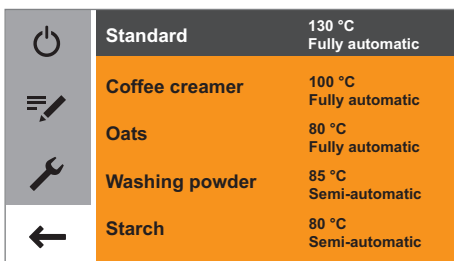 Standard
130 °C
Fully automatic
Coffee creamer
100 °C
Fully automatic
Oats
80 °C
Fully automatic
Washing powder
85 °C
Semi-automatic
Starch
80 °C
Semi-automatic